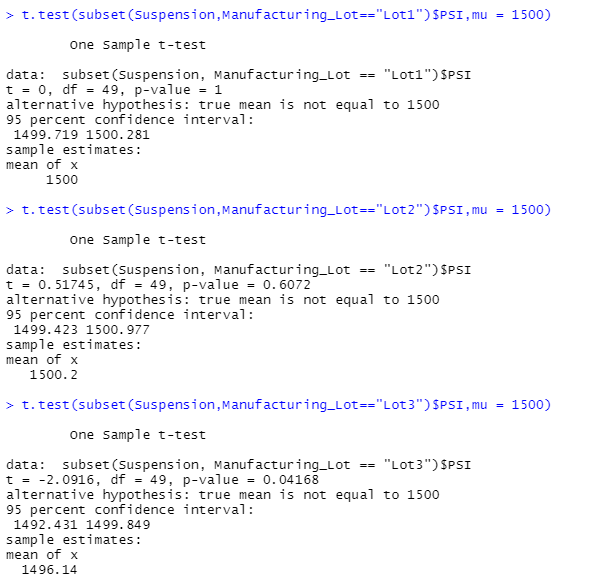 > t.test(subset(Suspension,Manufacturing_Lot=="Lot1")$PSI,mu = 1500)
One Sample t-test
data:  subset(Suspension, Manufacturing_Lot == "Lot1")$PSI
t = 0, df = 49, p-value = 1
alternative hypothesis: true mean is not equal to 1500
95 percent confidence interval:
1499.719 1500.281
sample estimates:
mean of x
1500
> t.test(subset(Suspension,Manufacturing_Lot=="Lot2")$PSI,mu = 1500)
One Sample t-test
data:  subset(Suspension, Manufacturing_Lot == "Lot2")$PSI
t = 0.51745, df = 49, p-value = 0.6072
alternative hypothesis: true mean is not equal to 1500
95 percent confidence interval:
1499.423 1500.977
sample estimates:
mean of x
1500.2
> t.test(subset(Suspension,Manufacturing_Lot=="Lot3")$PSI,mu = 1500)
One Sample t-test
data:  subset(Suspension, Manufacturing_Lot == "Lot3")$PSI
t = -2.0916, df = 49, p-value = 0.04168
alternative hypothesis: true mean is not equal to 1500
95 percent confidence interval:
1492.431 1499.849
sample estimates:
mean of x
1496.14